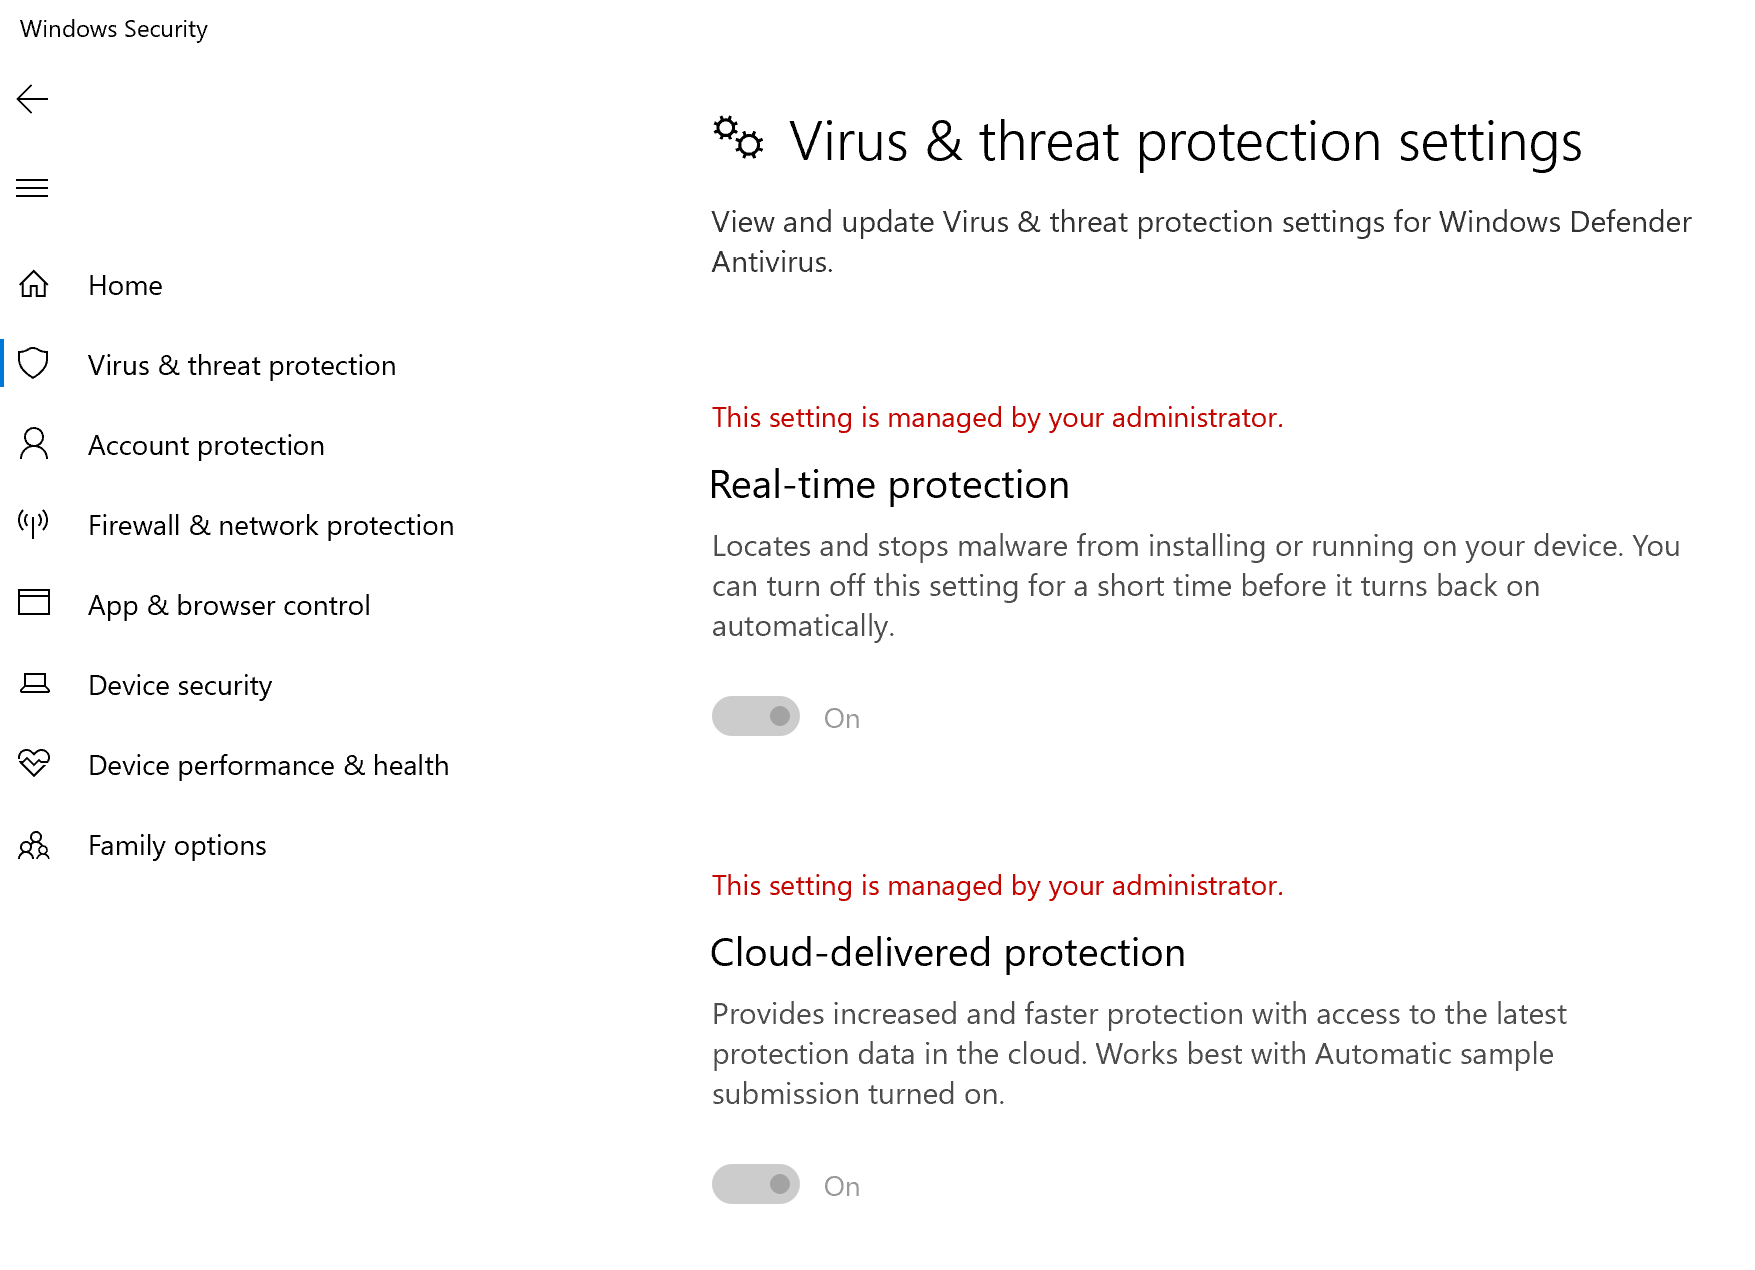 Windows Security
Home
Virus & threat protection
Account protection
Firewall & network protection
App & browser control
Device security
Device performance & health
Family options
Virus & threat protection settings
View and update Virus & threat protection settings for Windows Defender
Antivirus.
This setting is managed by your administrator.
Real-time protection
Locates and stops malware from installing or running on your device. You
can turn off this setting for a short time before it turns back on
automatically.
On
This setting is managed by your administrator.
Cloud-delivered protection
Provides increased and faster protection with access to the latest
protection data in the cloud. Works best with Automatic sample
submission turned on.
On